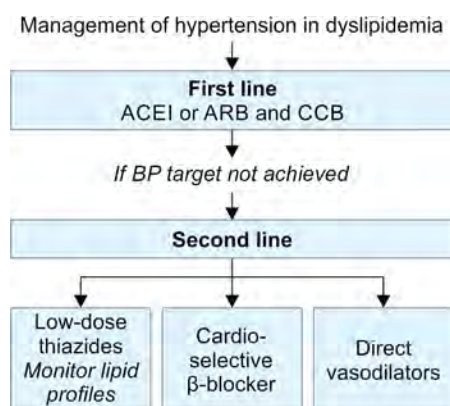 Management of hypertension in dyslipidemia
First line
ACEI or ARB and CCB
If BP target not achieved
Second line
Low-dose
thiazides
Monitor lipid
profiles
Cardio-
selective
β-blocker
Direct
vasodilators